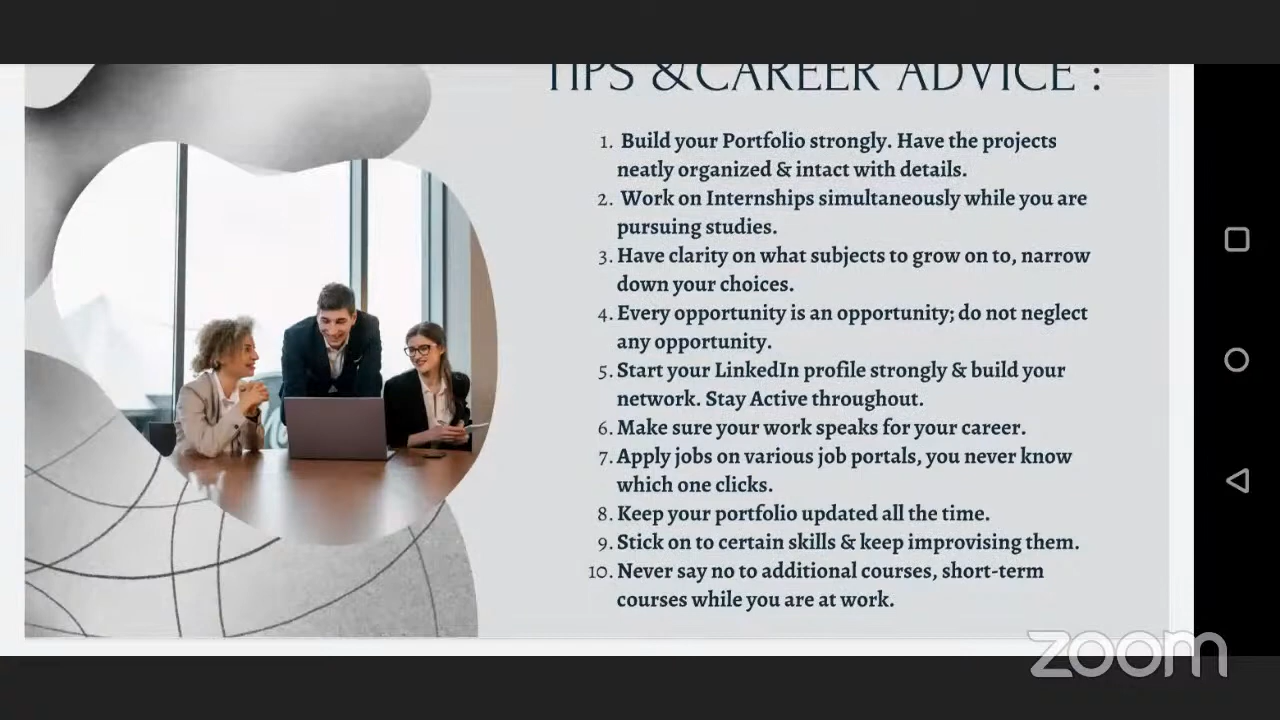 TIPS & CAREER ADVICE :
1. Build your Portfolio strongly. Have the projects
neatly organized & intact with details.
2. Work on Internships simultaneously while you are
pursuing studies.
3. Have clarity on what subjects to grow on to, narrow
down your choices.
4. Every opportunity is an opportunity; do not neglect
any opportunity.
5. Start your LinkedIn profile strongly & build your
network. Stay Active throughout.
6. Make sure your work speaks for your career.
7. Apply jobs on various job portals, you never know
which one clicks.
8. Keep your portfolio updated all the time.
9. Stick on to certain skills & keep improvising them.
10. Never say no to additional courses, short-term
courses while you are at work.
zoom